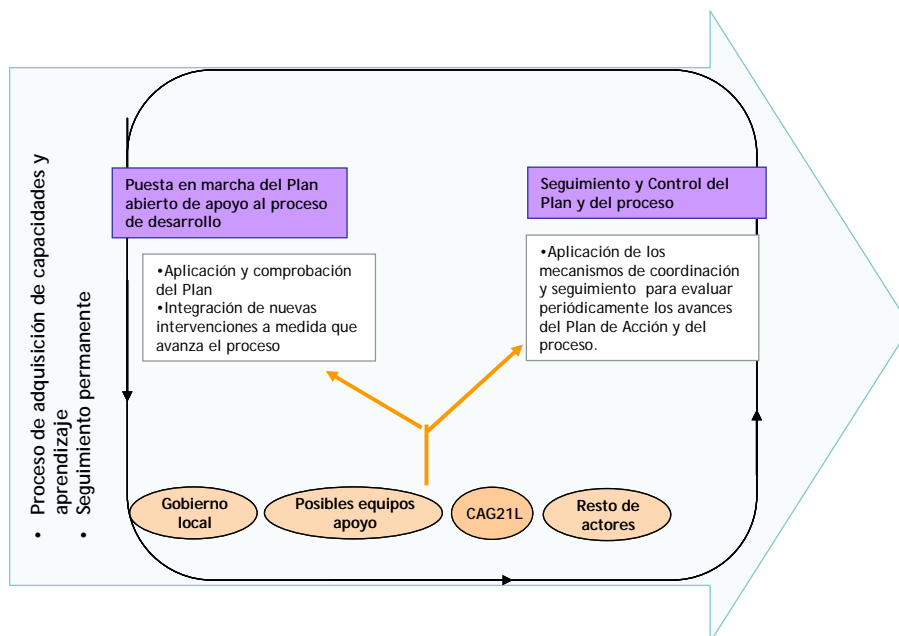 • Proceso de adquisición de capacidades y
aprendizaje
• Seguimiento permanente
Puesta en marcha del Plan
abierto de apoyo al proceso
de desarrollo
•Aplicación y comprobación
del Plan
•Integración de nuevas
intervenciones a medida que
avanza el proceso
Seguimiento y Control del
Plan y del proceso
•Aplicación de los
mecanismos de coordinación
y seguimiento para evaluar
periódicamente los avances
del Plan de Acción y del
proceso.
Gobierno
local
Posibles equipos
apoyo
CAG21L
Resto de
actores